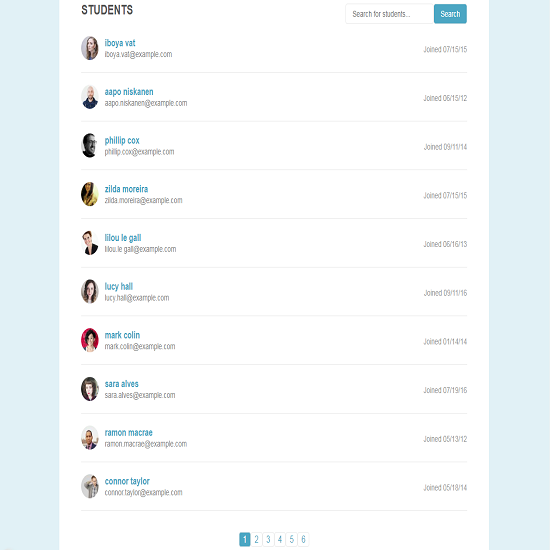 STUDENTS
Search for students... Search
iboya vat
iboya.vat@example.com
Joined 07/15/15
aapo niskanen
aapo.niskanen@example.com
Joined 06/15/12
phillip cox
phillip.cox@example.com
Joined 09/11/14
zilda moreira
zilda.moreira@example.com
Joined 07/15/15
lilou le gall
lilou.le gall@example.com
Joined 06/16/13
lucy hall
lucy.hall@example.com
Joined 09/11/16
mark colin
mark.colin@example.com
Joined 01/14/14
sara alves
sara.alves@example.com
Joined 07/19/16
ramon macrae
ramon.macrae@example.com
Joined 05/13/12
connor taylor
connor.taylor@example.com
Joined 05/18/14
1 2 3 4 5 6